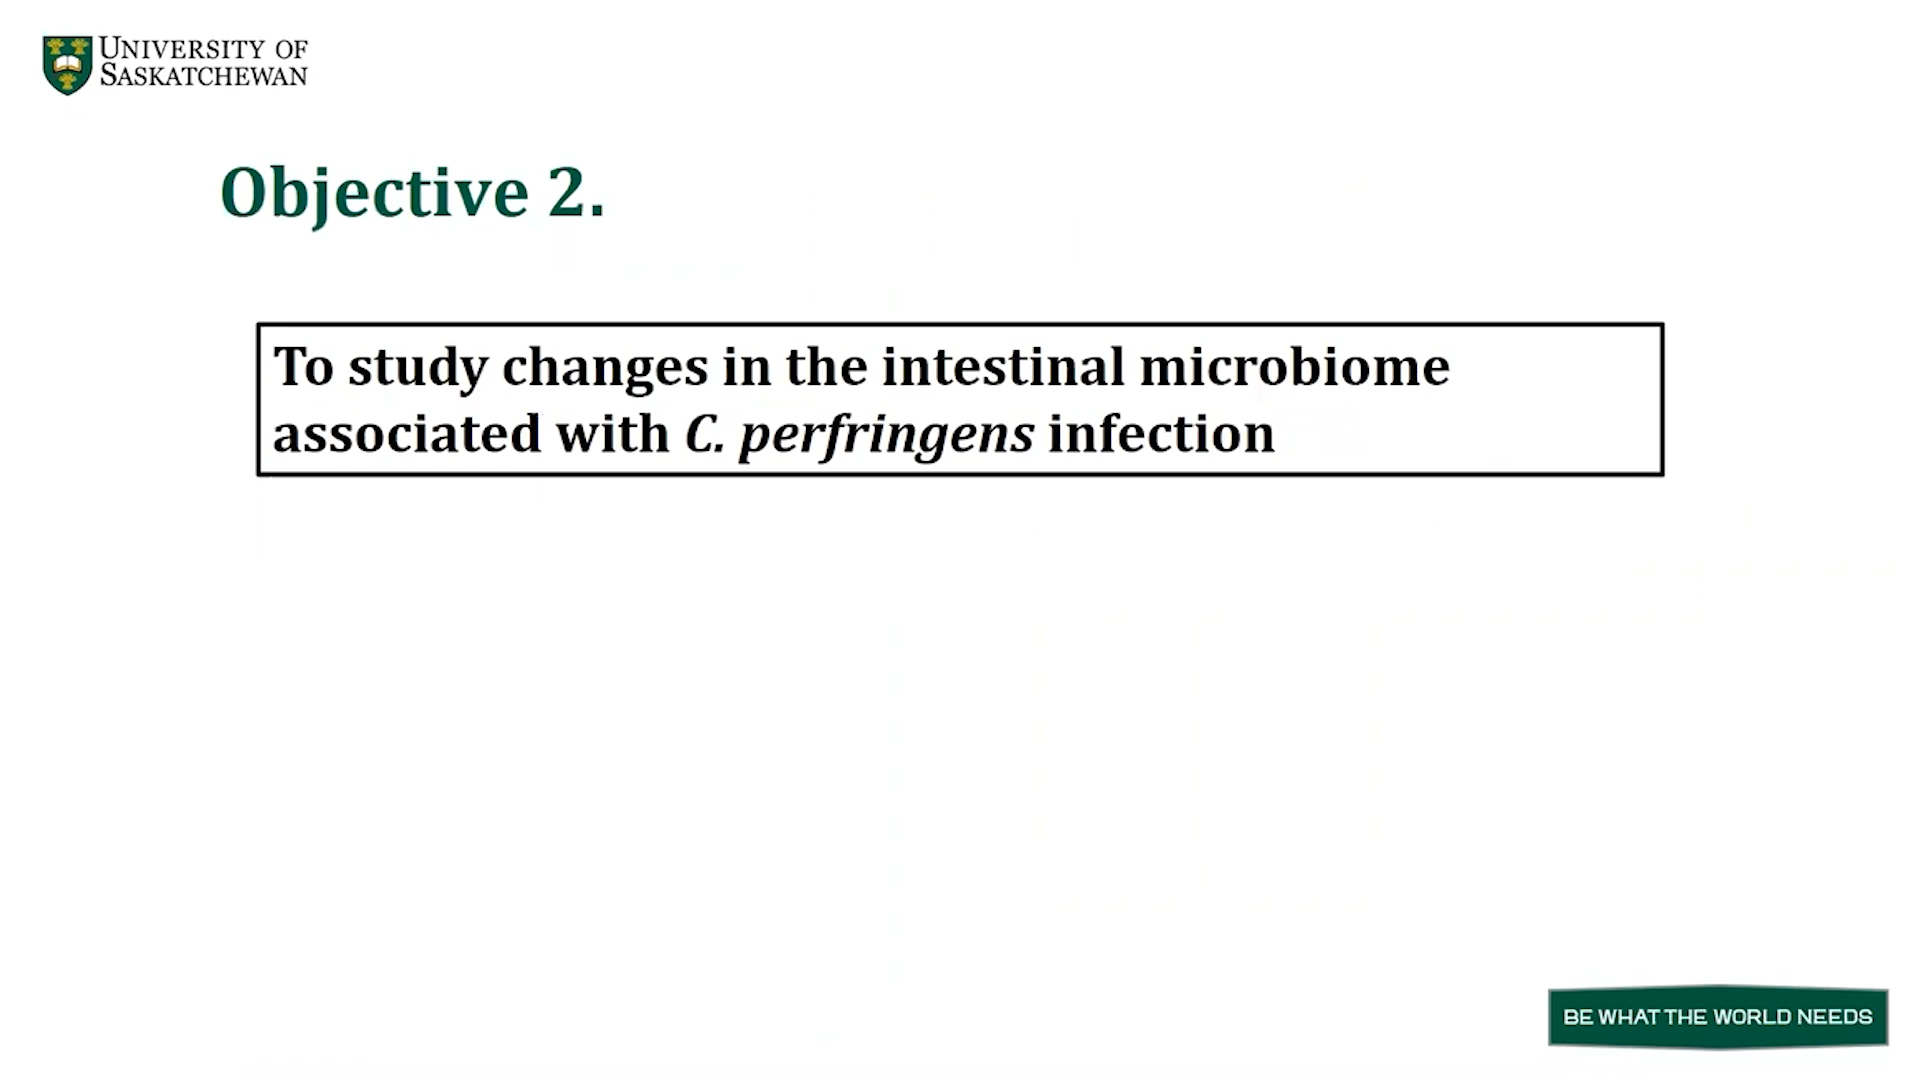 UNIVERSITY OF
SASKATCHEWAN
Objective 2.
To study changes in the intestinal microbiome
associated with C. perfringens infection
BE WHAT THE WORLD NEEDS